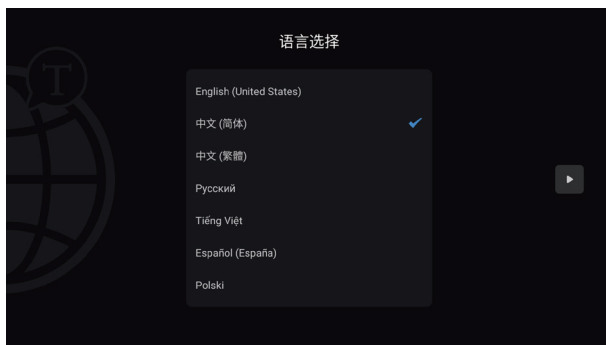 语言选择
T
English (United States)
中文 (简体)
中文 (繁體)
Русский
Tiếng Việt
Español (España)
Polski